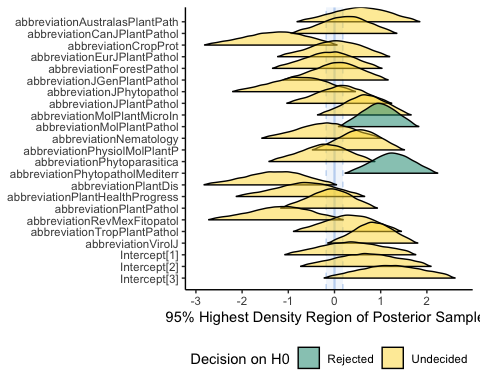 abbreviationAustralasPlantPath
abbreviationCanJPlantPathol
abbreviationCropProt
abbreviationEurJPlantPathol
abbreviationForestPathol
abbreviationJGenPlantPathol
abbreviationJPhytopathol
abbreviationJPlantPathol
abbreviationMolPlantMicroIn
abbreviationMolPlantPathol
abbreviationNematology
abbreviationPhysiolMolPlantP
abbreviationPhytoparasitica
abbreviationPhytopatholMediterr
abbreviationPlantDis
abbreviationPlantHealthProgress
abbreviationPlantPathol
abbreviationRevMexFitopatol
abbreviationTropPlantPathol
abbreviationVirolJ
Intercept[1]
Intercept[2]
Intercept[3]
-3 -2 -1 0 1 2
95% Highest Density Region of Posterior Sample
Decision on H0 Rejected Undecided